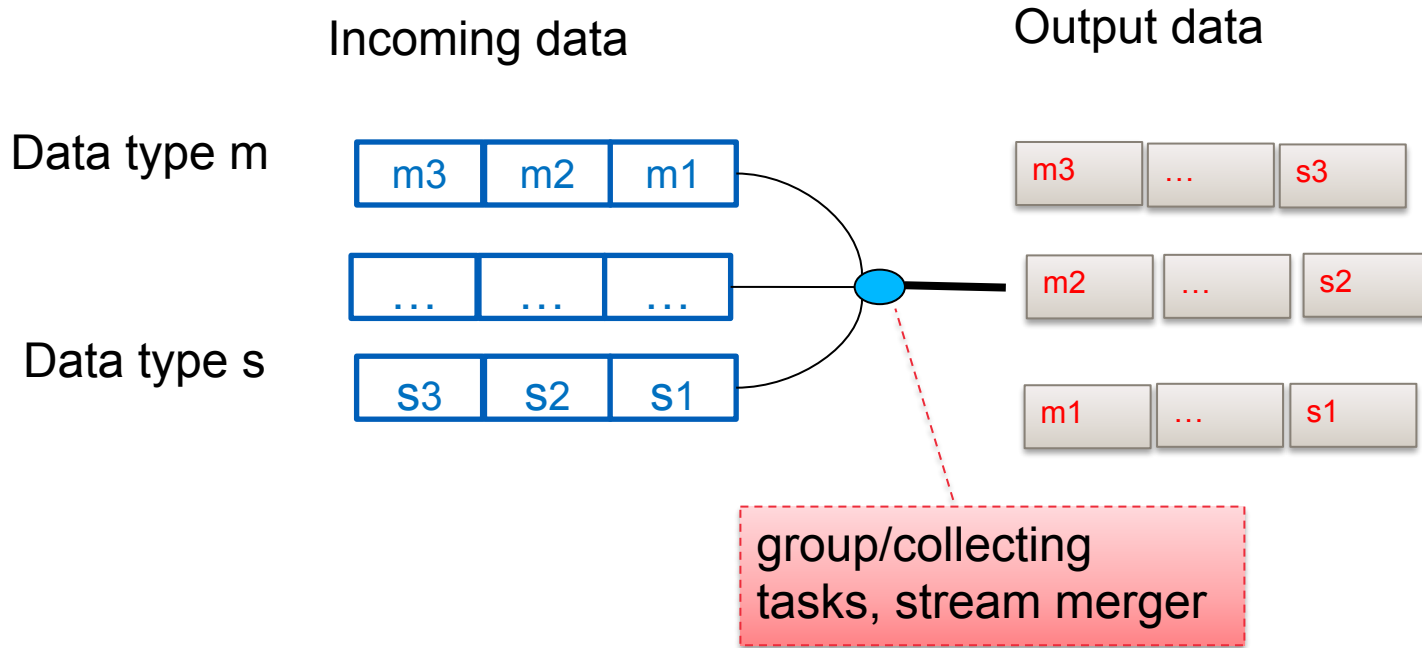 Incoming data
Output data
Data type m
m3 m2 m1
m3 … s3
… … …
m2 … s2
Data type s
s3 s2 s1
m1 … s1
group/collecting
tasks, stream merger